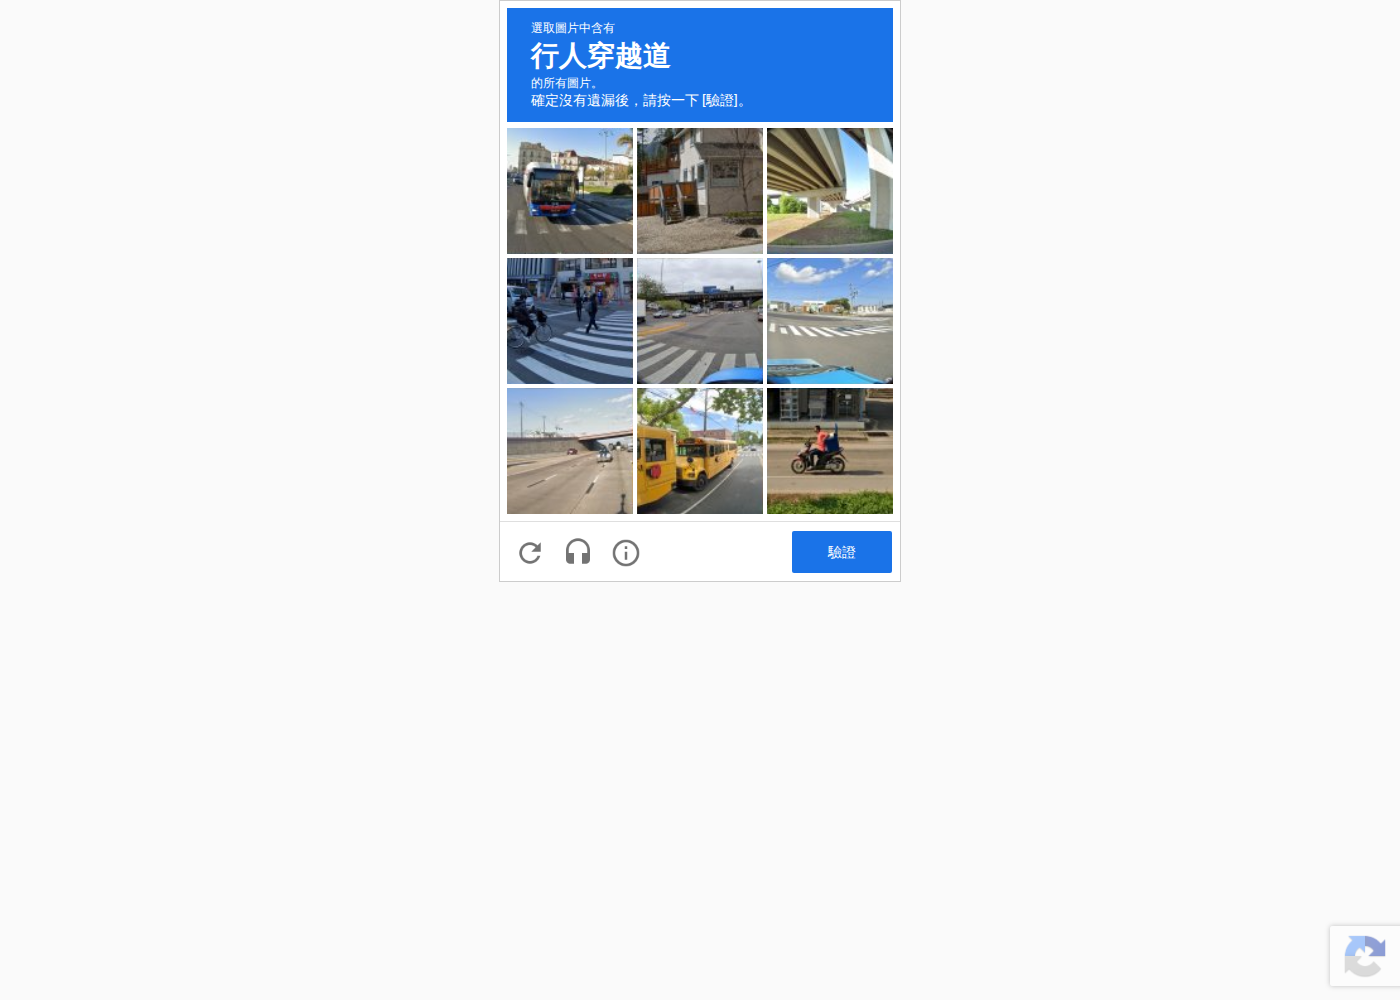 選取圖片中含有
行人穿越道
的所有圖片。
確定沒有遺漏後，請按一下 [驗證]。
驗證